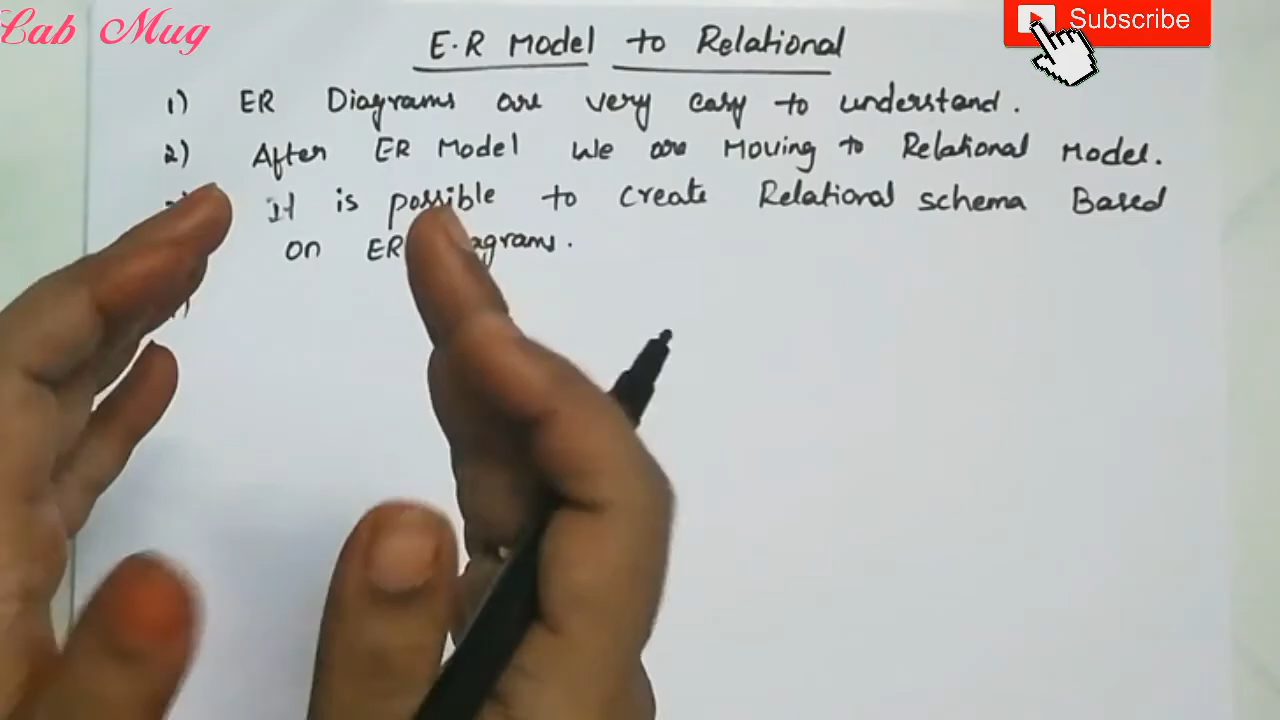 Lab Mug
Subscribe
E.R Model to Relational
1) ER Diagrams are very easy to understand.
2) After ER Model We are Moving to Relational Model.
It is possible to create Relational schema Based
on ER